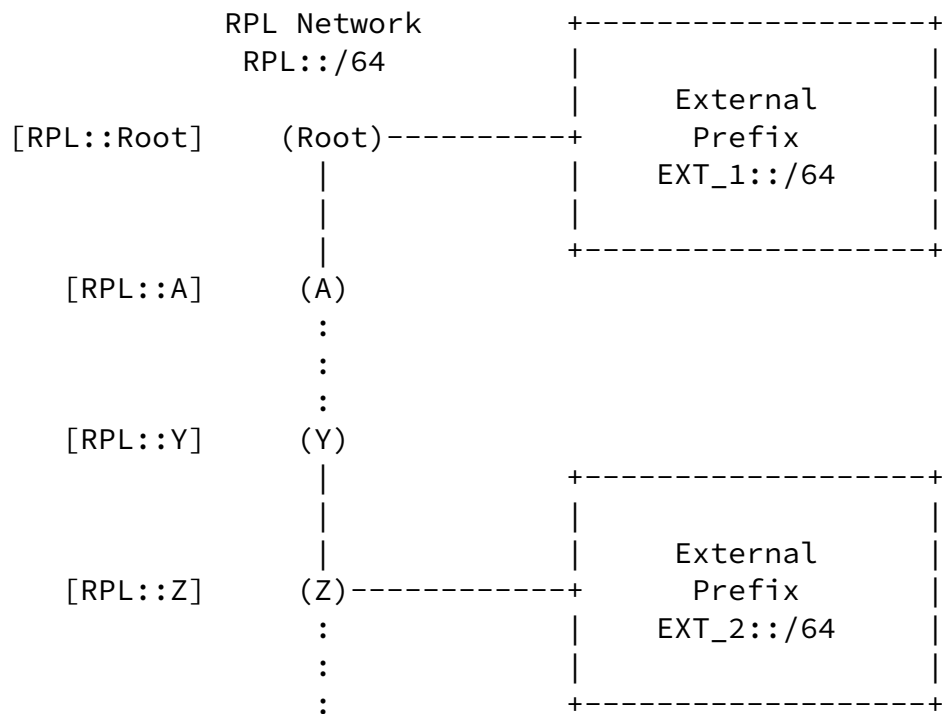 RPL Network
RPL::/64
External
[RPL::Root] (Root) Prefix
EXT_1::/64
[RPL::A] (A)
[RPL::Y] (Y)
External
[RPL::Z] (Z) Prefix
EXT_2::/64